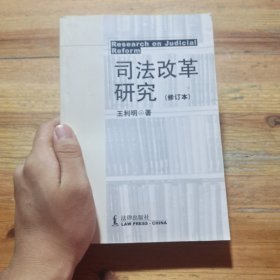 Research on Judicial
Reform
司法改革
研究（修订本）
王利明 著
法律出版社
LAW PRESS·CHINA